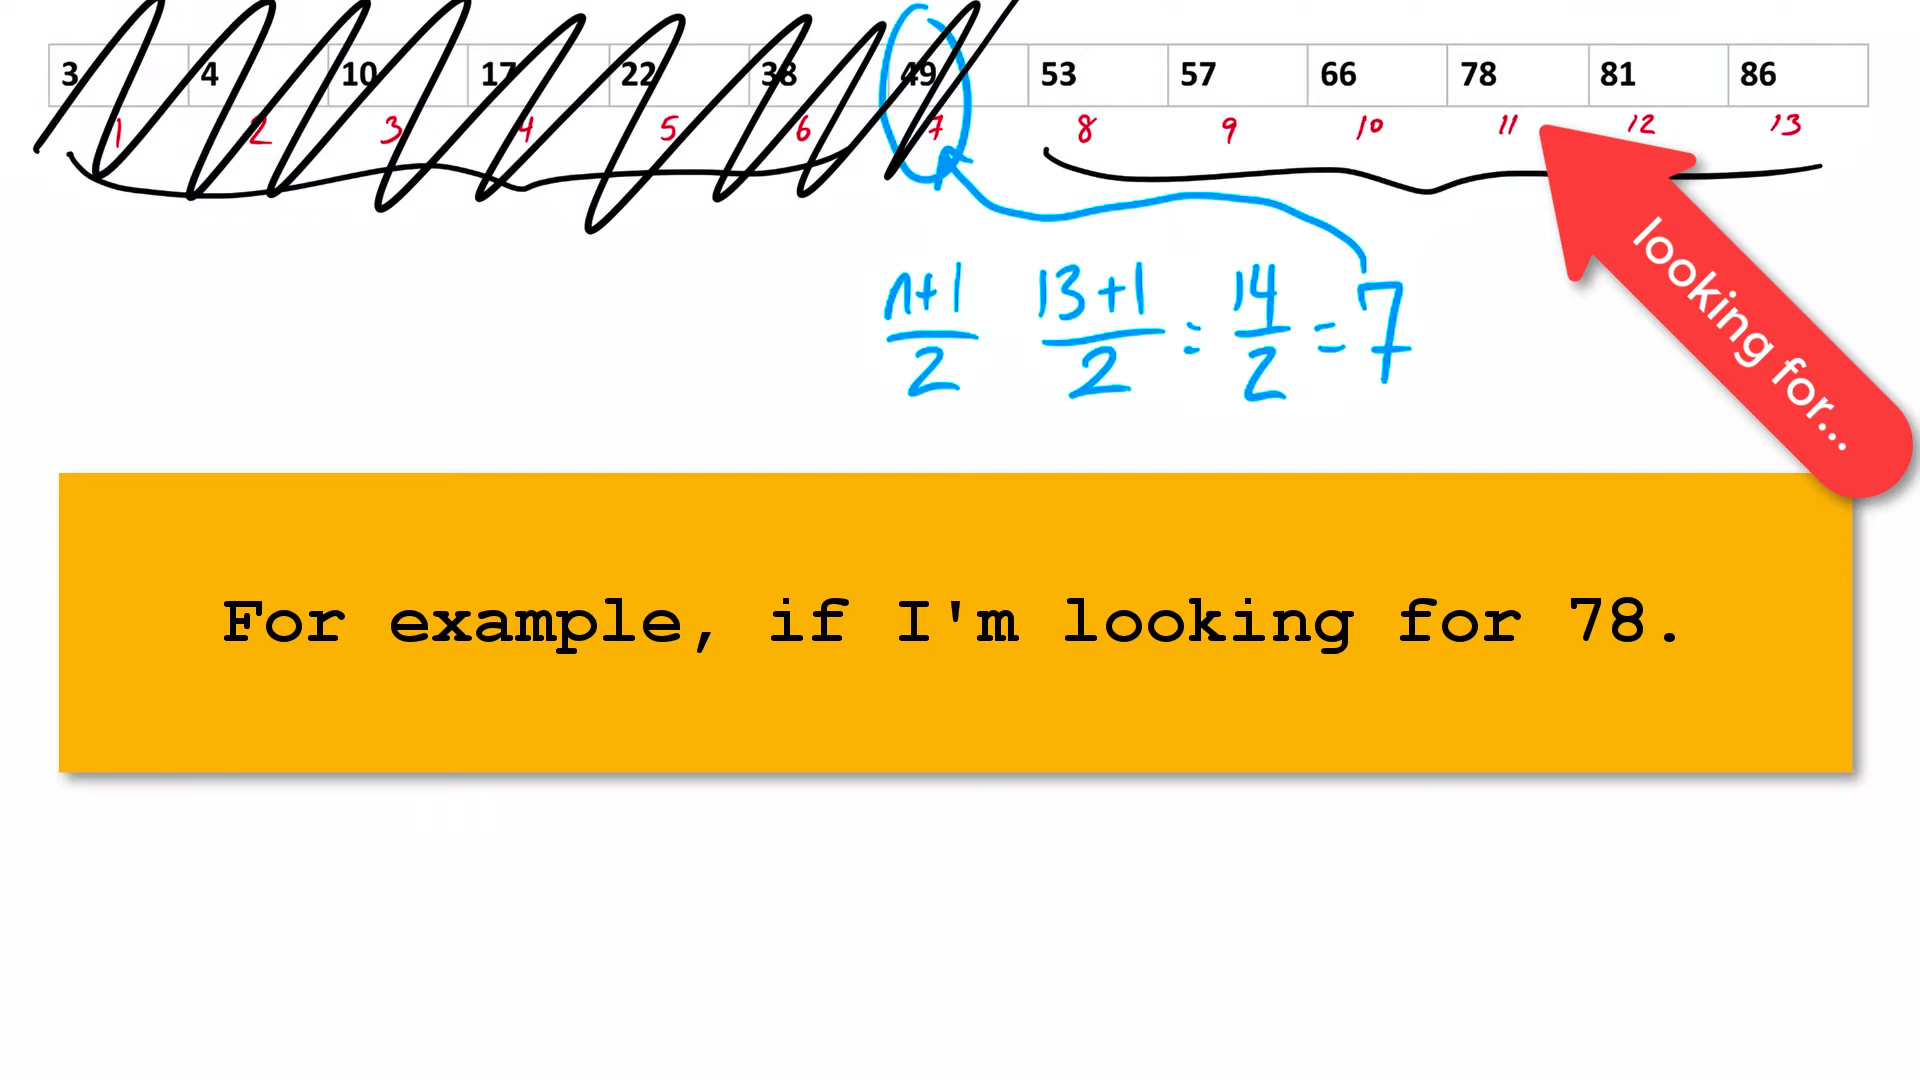 3 4 10 17 22 38 49 53 57 66 78 81 86
1 2 3 4 5 6 7 8 9 10 11 12 13
looking for...
n+1/2 13+1/2 = 14/2 = 7
For example, if I'm looking for 78.